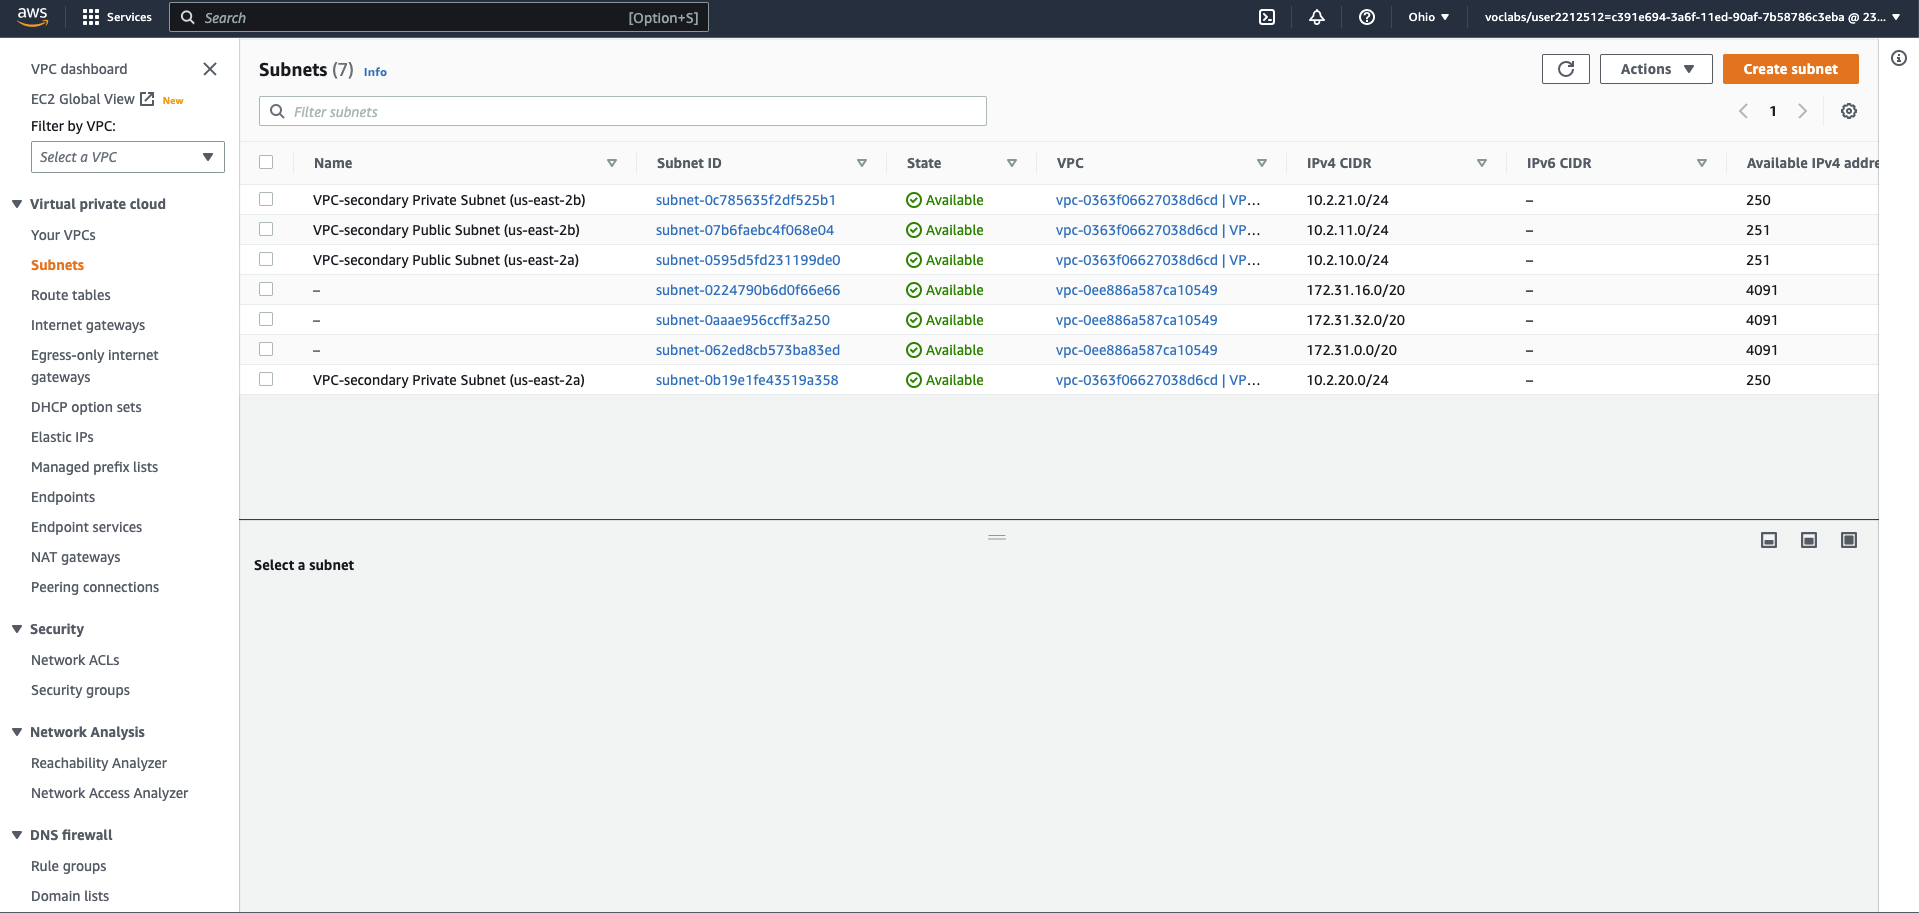 aws
Services
Search
[Option+S]
Ohio ▼
voclabs/user2212512=c391e694-3a6f-11ed-90af-7b58786c3eba @ 23... ▼
VPC dashboard
EC2 Global View New
Filter by VPC:
Select a VPC
Virtual private cloud
Your VPCs
Subnets
Route tables
Internet gateways
Egress-only internet
gateways
DHCP option sets
Elastic IPs
Managed prefix lists
Endpoints
Endpoint services
NAT gateways
Peering connections
Security
Network ACLs
Security groups
Network Analysis
Reachability Analyzer
Network Access Analyzer
DNS firewall
Rule groups
Domain lists
Subnets (7) Info
Actions
Create subnet
Filter subnets
1
Name Subnet ID State VPC IPv4 CIDR IPv6 CIDR Available IPv4 addre
VPC-secondary Private Subnet (us-east-2b) subnet-0c785635f2df525b1 Available vpc-0363f06627038d6cd | VP... 10.2.21.0/24 – 250
VPC-secondary Public Subnet (us-east-2b) subnet-07b6faebc4f068e04 Available vpc-0363f06627038d6cd | VP... 10.2.11.0/24 – 251
VPC-secondary Public Subnet (us-east-2a) subnet-0595d5fd231199de0 Available vpc-0363f06627038d6cd | VP... 10.2.10.0/24 – 251
– subnet-0224790b6d0f66e66 Available vpc-0ee886a587ca10549 172.31.16.0/20 – 4091
– subnet-0aaae956ccff3a250 Available vpc-0ee886a587ca10549 172.31.32.0/20 – 4091
– subnet-062ed8cb573ba83ed Available vpc-0ee886a587ca10549 172.31.0.0/20 – 4091
VPC-secondary Private Subnet (us-east-2a) subnet-0b19e1fe43519a358 Available vpc-0363f06627038d6cd | VP... 10.2.20.0/24 – 250
Select a subnet